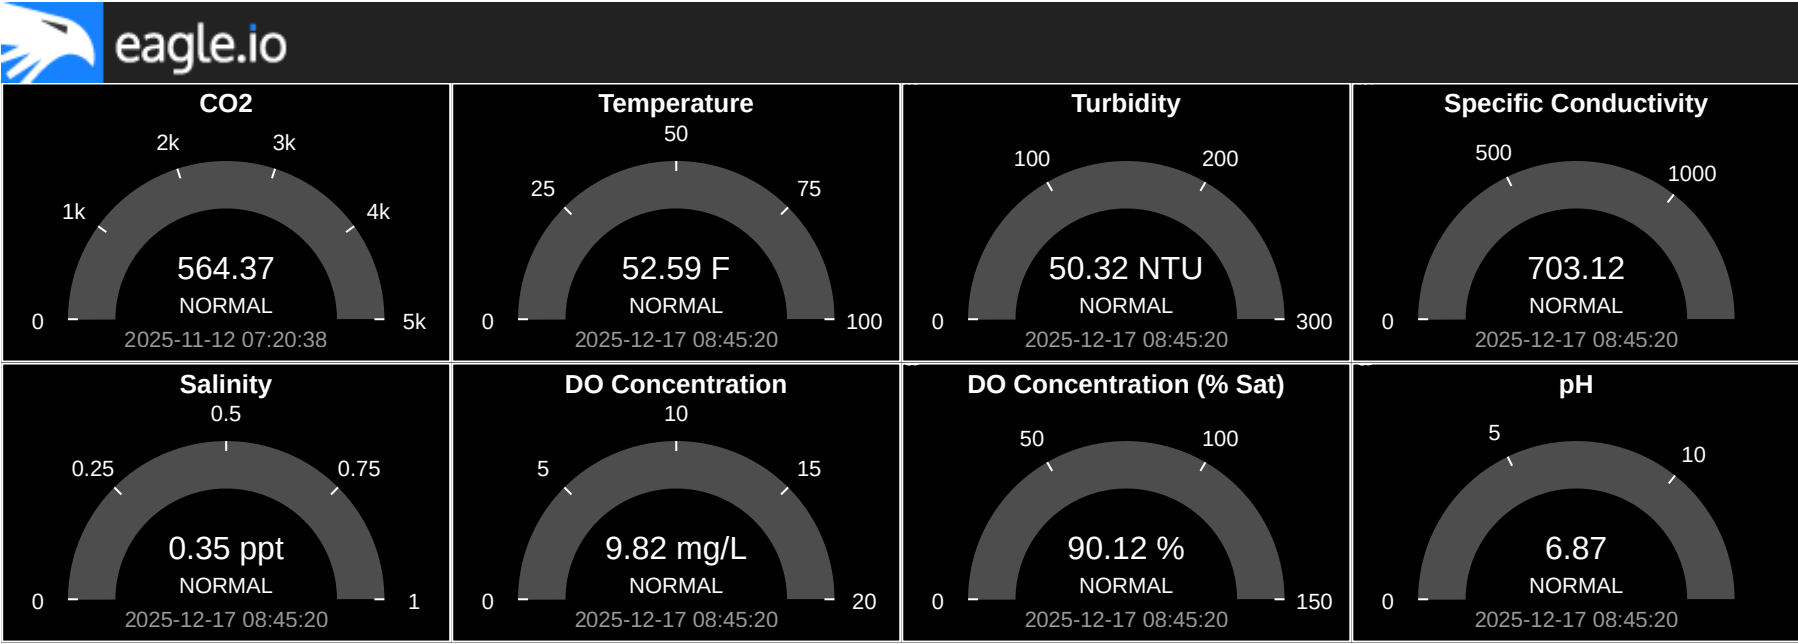 eagle.io
CO2
2k
3k
1k
4k
564.37
NORMAL
0
5k
2025-11-12 07:20:38
Temperature
50
25
75
52.59 F
NORMAL
0
100
2025-12-17 08:45:20
Turbidity
100
200
50.32 NTU
NORMAL
0
300
2025-12-17 08:45:20
Specific Conductivity
500
1000
703.12
NORMAL
0
2025-12-17 08:45:20
Salinity
0.5
0.25
0.75
0.35 ppt
NORMAL
0
1
2025-12-17 08:45:20
DO Concentration
10
5
15
9.82 mg/L
NORMAL
0
20
2025-12-17 08:45:20
DO Concentration (% Sat)
50
100
90.12 %
NORMAL
0
150
2025-12-17 08:45:20
pH
5
10
6.87
NORMAL
0
2025-12-17 08:45:20